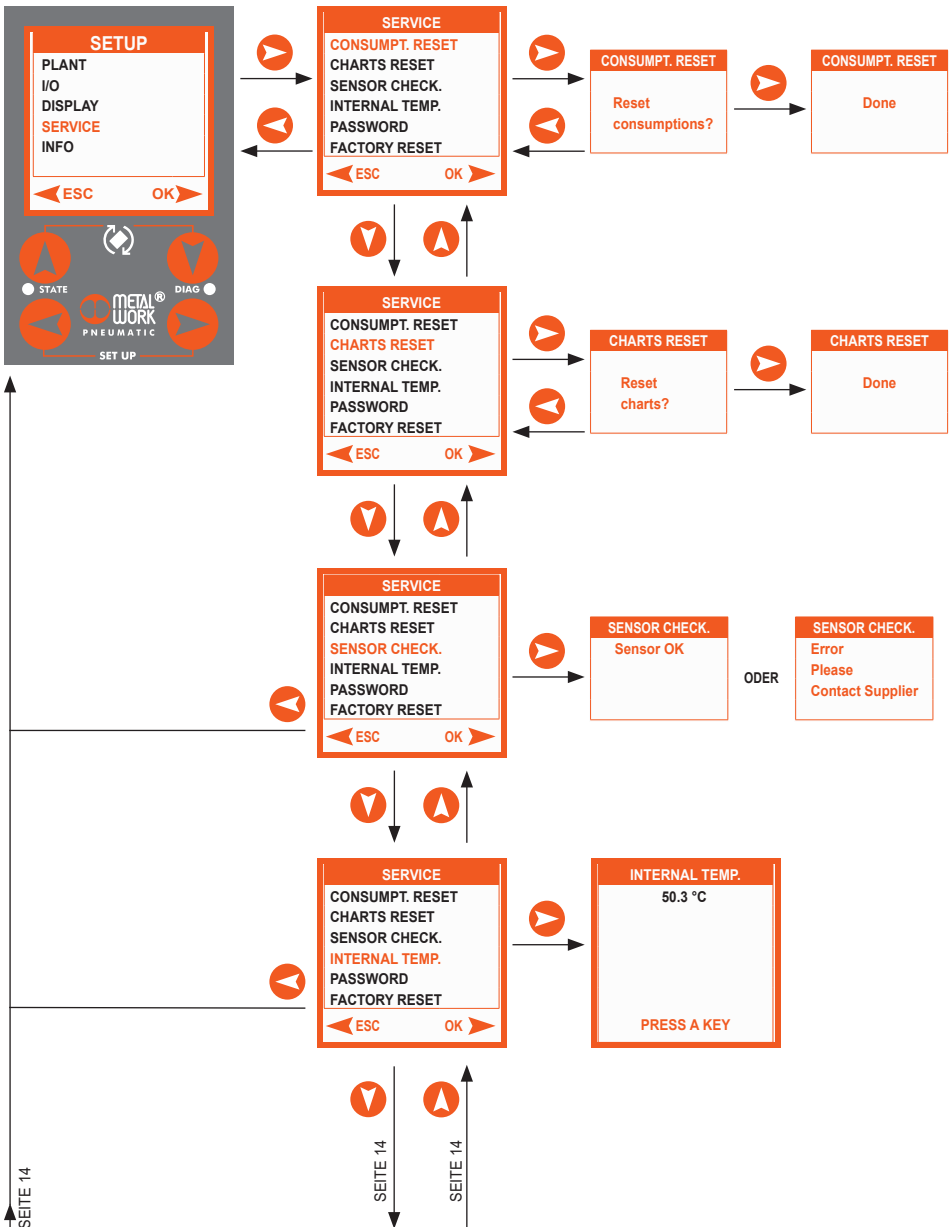 SETUP
PLANT
I/O
DISPLAY
SERVICE
INFO
ESC OK
STATE
DIAG
METAL®
WORK
PNEUMATIC
SET UP
SERVICE
CONSUMPT. RESET
CHARTS RESET
SENSOR CHECK.
INTERNAL TEMP.
PASSWORD
FACTORY RESET
ESC OK
CONSUMPT. RESET
Reset
consumptions?
CONSUMPT. RESET
Done
SERVICE
CONSUMPT. RESET
CHARTS RESET
SENSOR CHECK.
INTERNAL TEMP.
PASSWORD
FACTORY RESET
ESC OK
CHARTS RESET
Reset
charts?
CHARTS RESET
Done
SERVICE
CONSUMPT. RESET
CHARTS RESET
SENSOR CHECK.
INTERNAL TEMP.
PASSWORD
FACTORY RESET
ESC OK
SENSOR CHECK.
Sensor OK
ODER
SENSOR CHECK.
Error
Please
Contact Supplier
SERVICE
CONSUMPT. RESET
CHARTS RESET
SENSOR CHECK.
INTERNAL TEMP.
PASSWORD
FACTORY RESET
ESC OK
INTERNAL TEMP.
50.3 °C
PRESS A KEY
SEITE 14
SEITE 14
SEITE 14